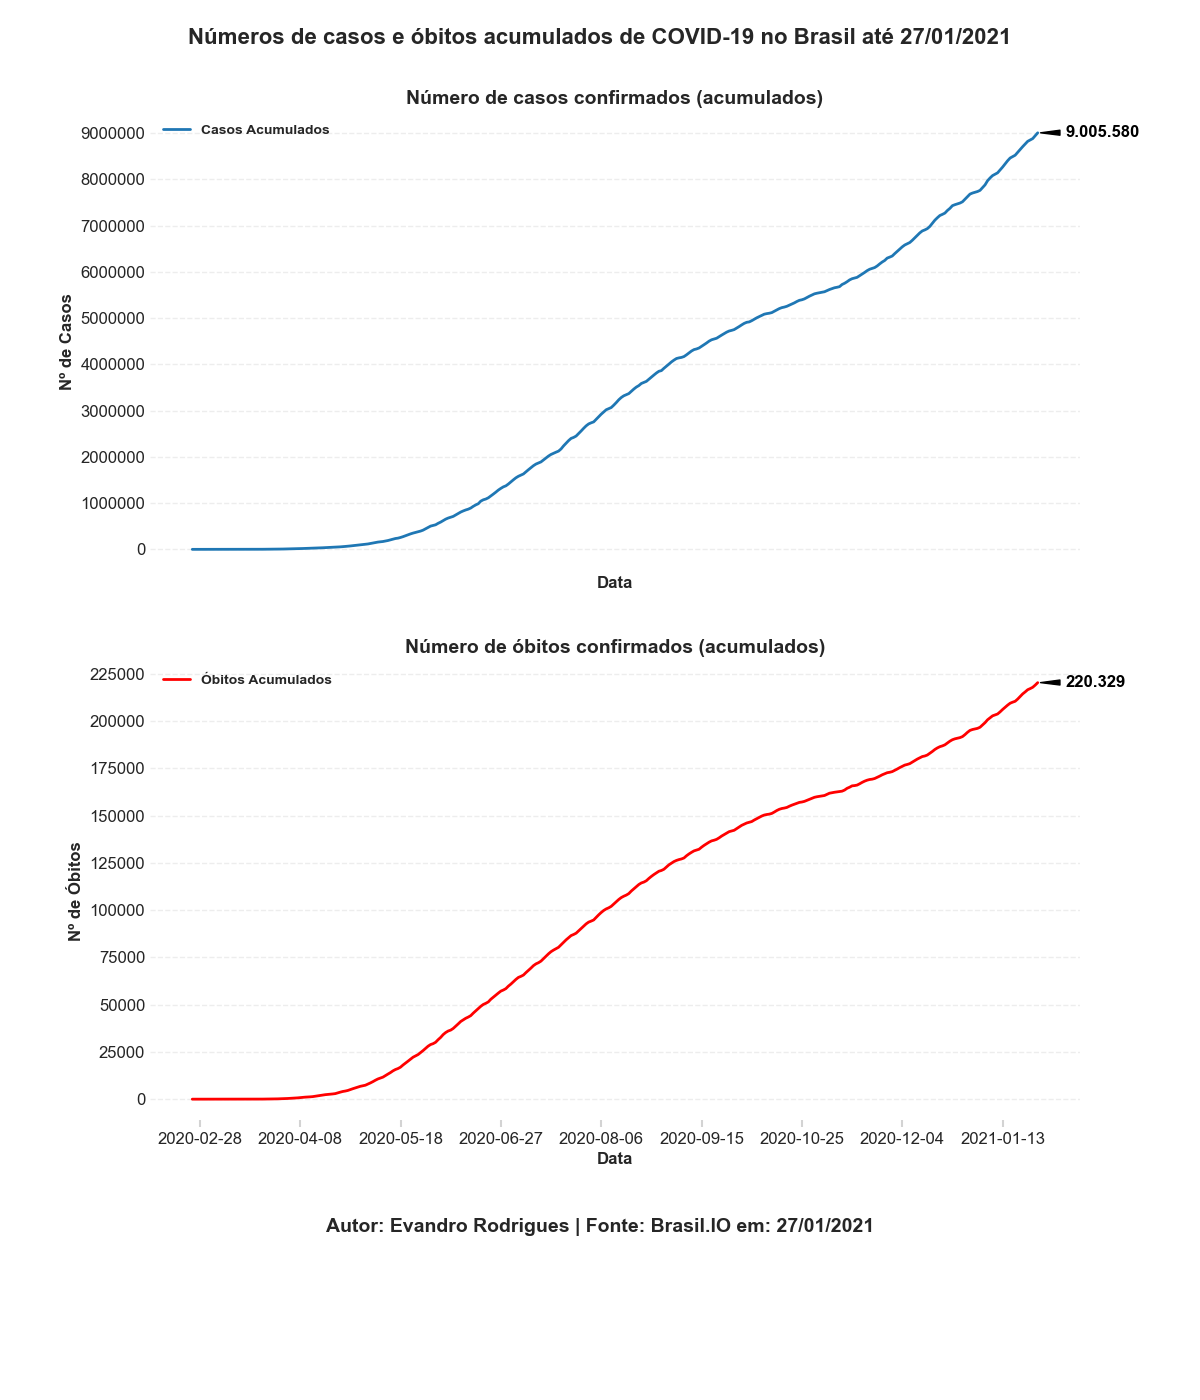 Números de casos e óbitos acumulados de COVID-19 no Brasil até 27/01/2021
Número de casos confirmados (acumulados)
Casos Acumulados
9.005.580
9000000
8000000
7000000
6000000
5000000
4000000
3000000
2000000
1000000
0
Nº de Casos
Data
Número de óbitos confirmados (acumulados)
Óbitos Acumulados
220.329
225000
200000
175000
150000
125000
100000
75000
50000
25000
0
Nº de Óbitos
2020-02-28 2020-04-08 2020-05-18 2020-06-27 2020-08-06 2020-09-15 2020-10-25 2020-12-04 2021-01-13
Data
Autor: Evandro Rodrigues | Fonte: Brasil.IO em: 27/01/2021